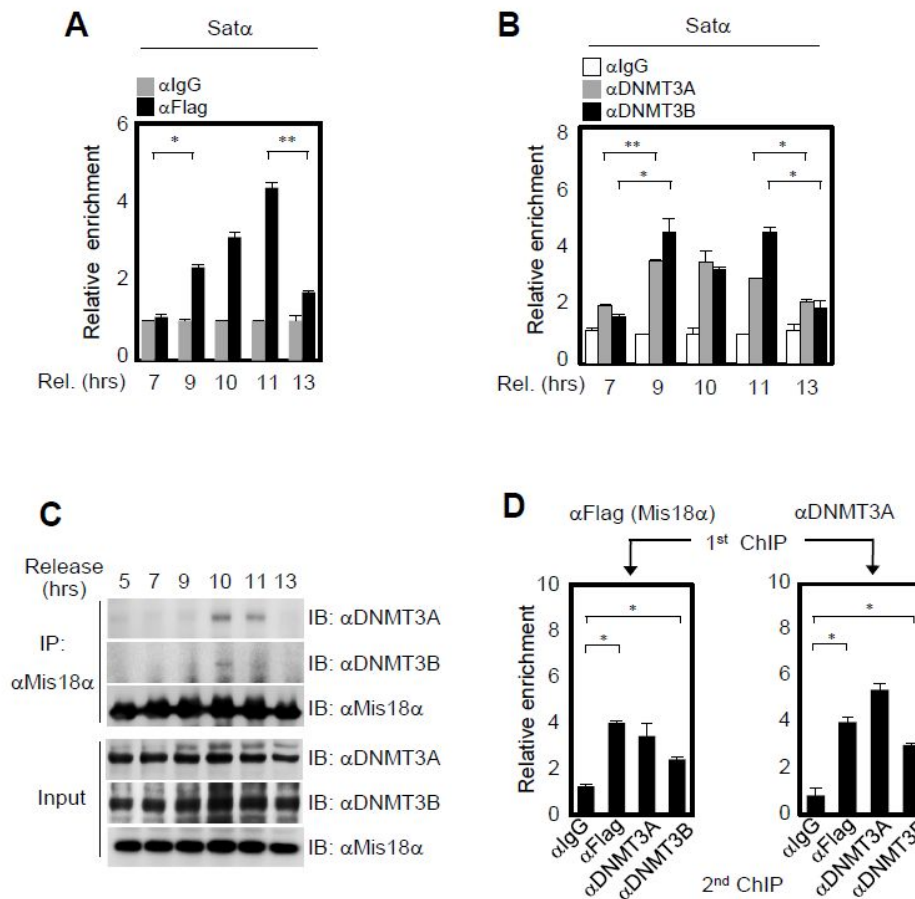 A
Satα
αIgG
αFlag
Relative enrichment
6
4
2
0
*
**
Rel. (hrs) 7 9 10 11 13
B
Satα
αIgG
αDNMT3A
αDNMT3B
Relative enrichment
8
6
4
2
0
**
*
*
*
Rel. (hrs) 7 9 10 11 13
C
Release
(hrs) 5 7 9 10 11 13
IP:
αMis18α
IB: αDNMT3A
IB: αDNMT3B
IB: αMis18α
Input
IB: αDNMT3A
IB: αDNMT3B
IB: αMis18α
D
αFlag (Mis18α) αDNMT3A
1st ChIP
Relative enrichment
10
8
6
4
2
0
*
*
αIgG
αFlag
αDNMT3A
αDNMT3B
10
8
6
4
2
0
*
*
αIgG
αFlag
αDNMT3A
αDNMT3B
2nd ChIP